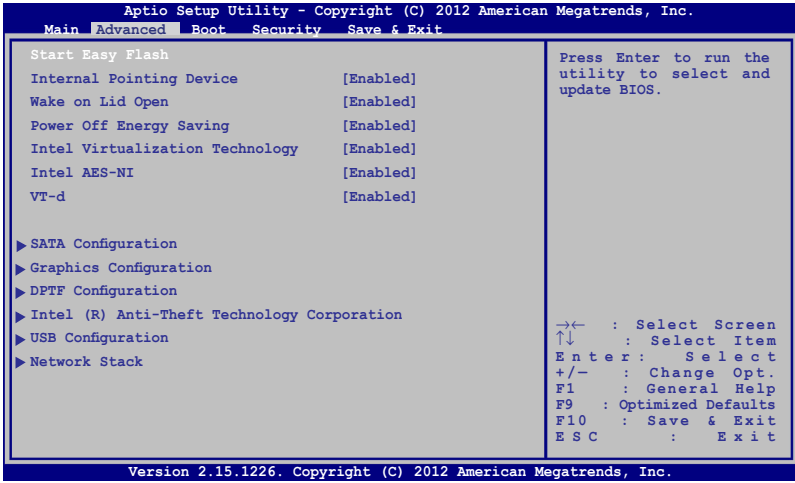 Aptio Setup Utility - Copyright (C) 2012 American Megatrends, Inc.
Main Advanced Boot Security Save & Exit
Start Easy Flash
Internal Pointing Device [Enabled]
Wake on Lid Open [Enabled]
Power Off Energy Saving [Enabled]
Intel Virtualization Technology [Enabled]
Intel AES-NI [Enabled]
VT-d [Enabled]
SATA Configuration
Graphics Configuration
DPTF Configuration
Intel (R) Anti-Theft Technology Corporation
USB Configuration
Network Stack
Press Enter to run the
utility to select and
update BIOS.
→← : Select Screen
↑↓ : Select Item
Enter: Select
+/— : Change Opt.
F1 : General Help
F9 : Optimized Defaults
F10 : Save & Exit
ESC : Exit
Version 2.15.1226. Copyright (C) 2012 American Megatrends, Inc.